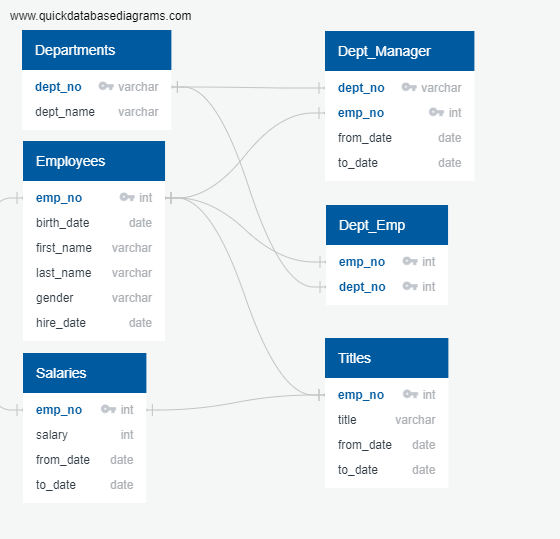 www.quickdatabasediagrams.com
Departments
dept_no varchar
dept_name varchar
Employees
emp_no int
birth_date date
first_name varchar
last_name varchar
gender varchar
hire_date date
Salaries
emp_no int
salary int
from_date date
to_date date
Dept_Manager
dept_no varchar
emp_no int
from_date date
to_date date
Dept_Emp
emp_no int
dept_no int
Titles
emp_no int
title varchar
from_date date
to_date date